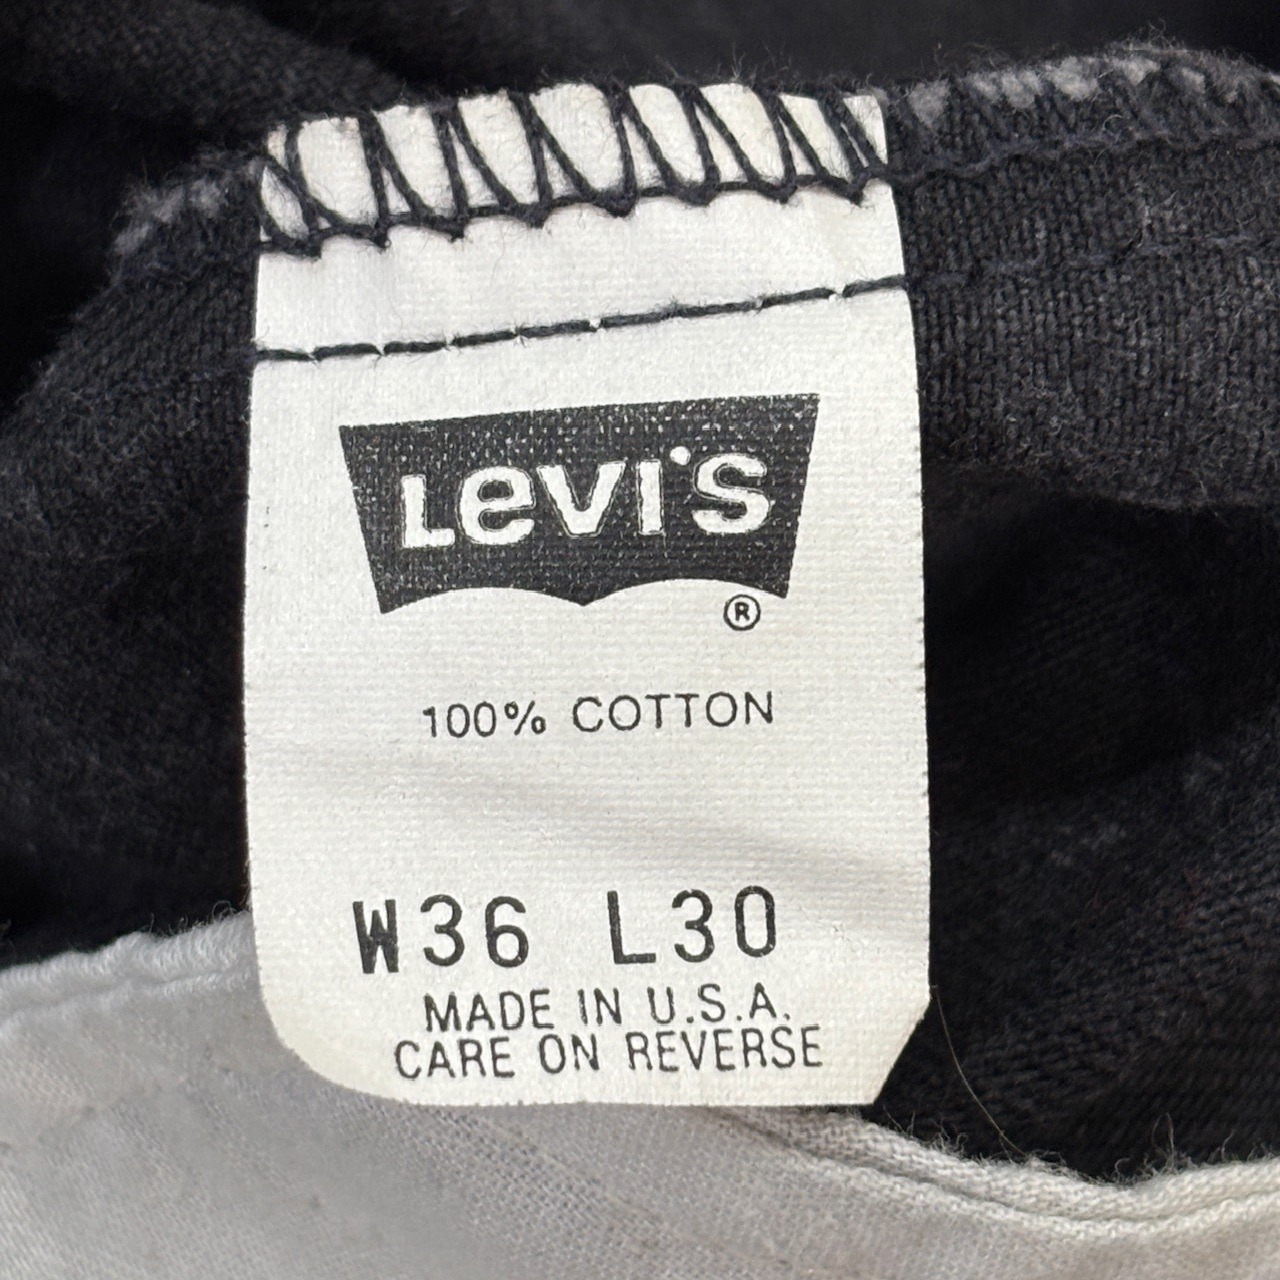 Levi's
®
100% COTTON
W36 L30
MADE IN U.S.A.
CARE ON REVERSE